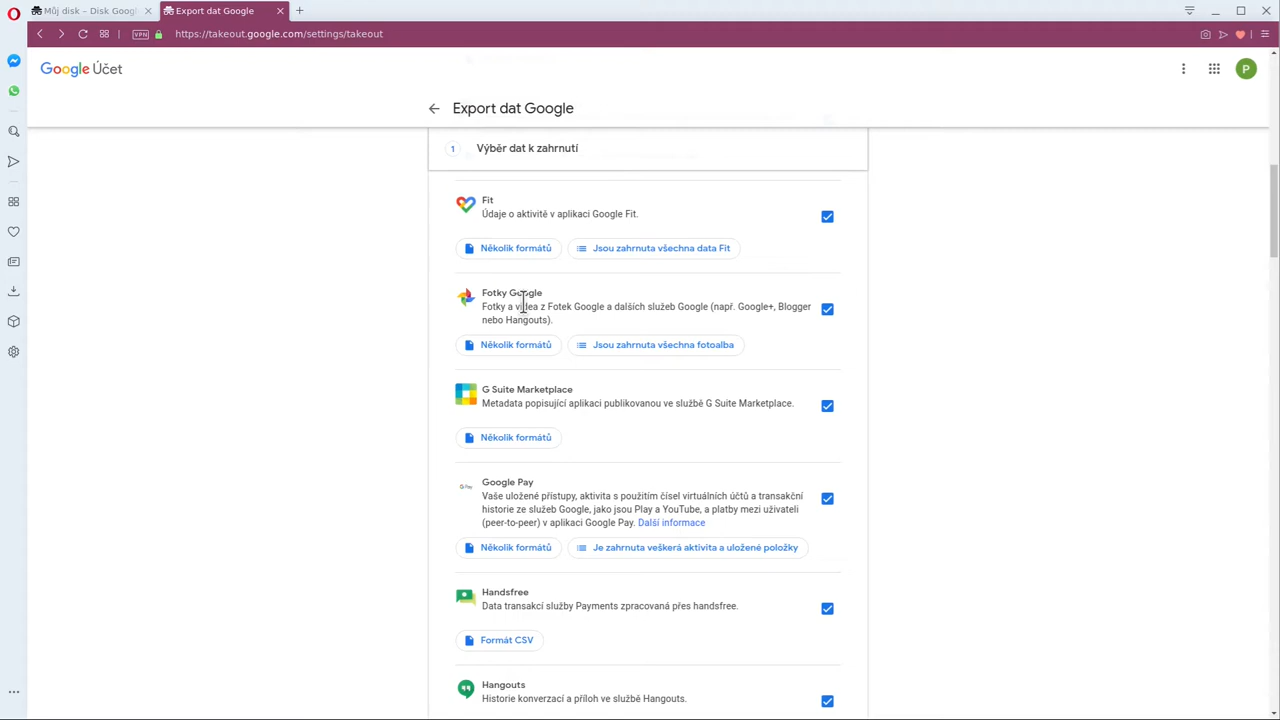 Můj disk – Disk Googl
Export dat Google
VPN
https://takeout.google.com/settings/takeout
Google Účet
P
Export dat Google
1 Výběr dat k zahrnutí
Fit
Údaje o aktivitě v aplikaci Google Fit.
Několik formátů
Jsou zahrnuta všechna data Fit
Fotky Google
Fotky a videa z Fotek Google a dalších služeb Google (např. Google+, Blogger
nebo Hangouts).
Několik formátů
Jsou zahrnuta všechna fotoalba
G Suite Marketplace
Metadata popisující aplikaci publikovanou ve službě G Suite Marketplace.
Několik formátů
G Pay
Google Pay
Vaše uložené přístupy, aktivita s použitím čísel virtuálních účtů a transakční
historie ze služeb Google, jako jsou Play a YouTube, a platby mezi uživateli
(peer-to-peer) v aplikaci Google Pay. Další informace
Několik formátů
Je zahrnuta veškerá aktivita a uložené položky
Handsfree
Data transakcí služby Payments zpracovaná přes handsfree.
Formát CSV
Hangouts
Historie konverzací a příloh ve službě Hangouts.